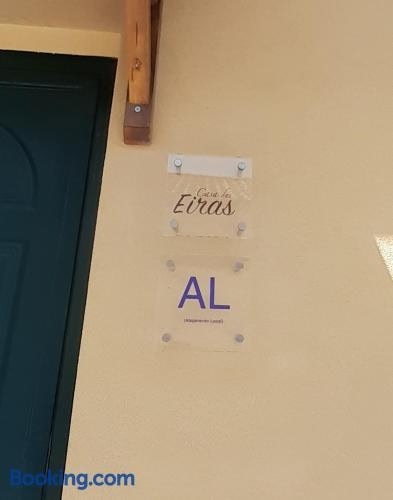 Casa das
Eiras
AL
(Alojamento Local)
Booking.com